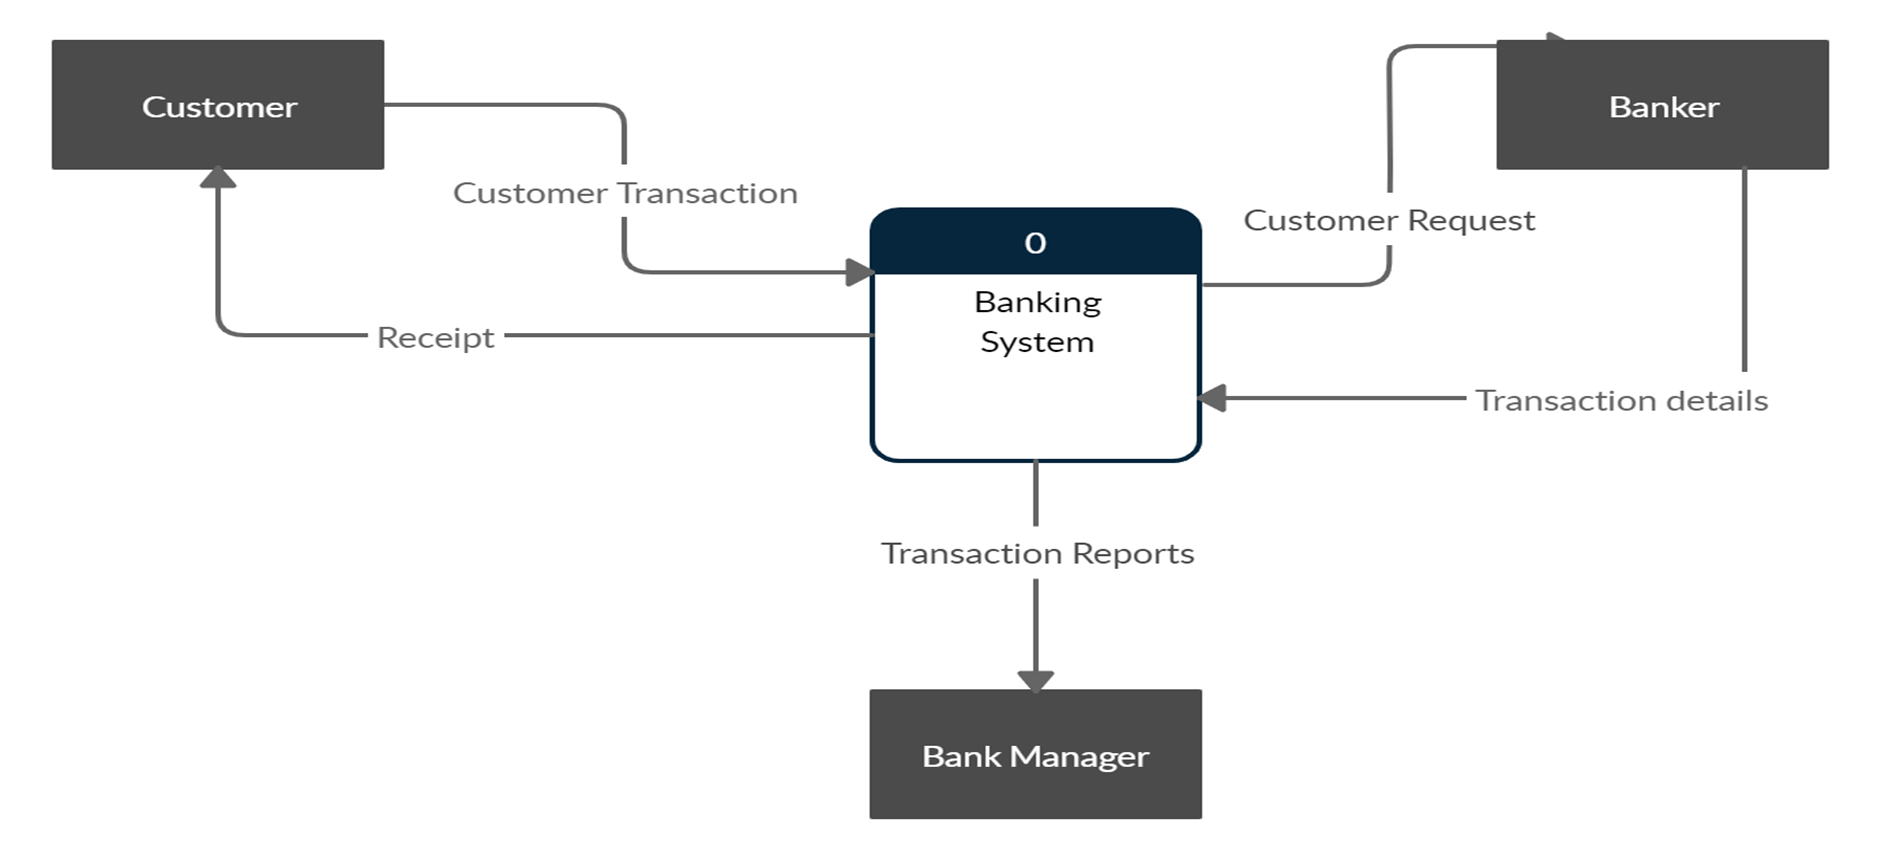 Customer
Banker
Customer Transaction
Customer Request
0
Banking
System
Receipt
Transaction details
Transaction Reports
Bank Manager